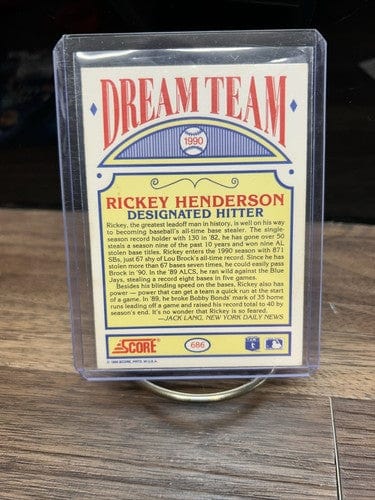 DREAM TEAM
1990
RICKEY HENDERSON
DESIGNATED HITTER
Rickey, the greatest leadoff man in history, is well on his way
to becoming baseball's all-time base stealer. The single-
season record holder with 130 in '82, he has gone over 50
steals a season nine of the past 10 years and won nine AL
stolen base titles. Rickey enters the 1990 season with 871
SBs, just 67 shy of Lou Brock's all-time record. Since he has
stolen more than 67 bases seven times, he could easily pass
Brock in '90. In the '89 ALCS, he ran wild against the Blue
Jays, stealing a record eight bases in five games.
Besides his blinding speed on the bases, Rickey also has
power — power that can get a team a quick run at the start
of a game. In '89, he broke Bobby Bonds' mark of 35 home
runs leading off a game and raised his record total to 40 by
season's end. It's no wonder that Rickey is so feared.
—JACK LANG, NEW YORK DAILY NEWS
SCORE
686
© 1990 SCORE, PRTD. IN U.S.A.